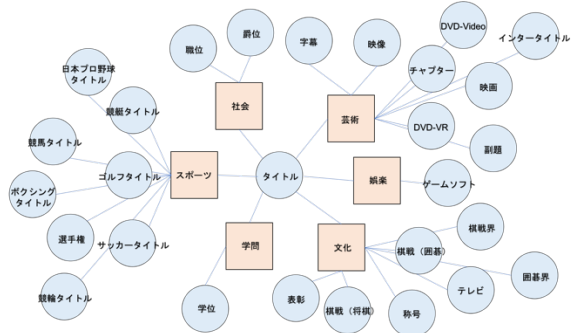 DVD-Video
爵位
職位
字幕
映像
インタータイトル
日本プロ野球
タイトル
チャプター
映画
社会
競艇タイトル
芸術
DVD-VR
競馬タイトル
副題
スポーツ
ゴルフタイトル
タイトル
娯楽
ゲームソフト
ボクシング
タイトル
選手権
サッカータイトル
学問
文化
棋戦界
棋戦（囲碁）
囲碁界
テレビ
競輪タイトル
学位
表彰
棋戦（将棋）
称号